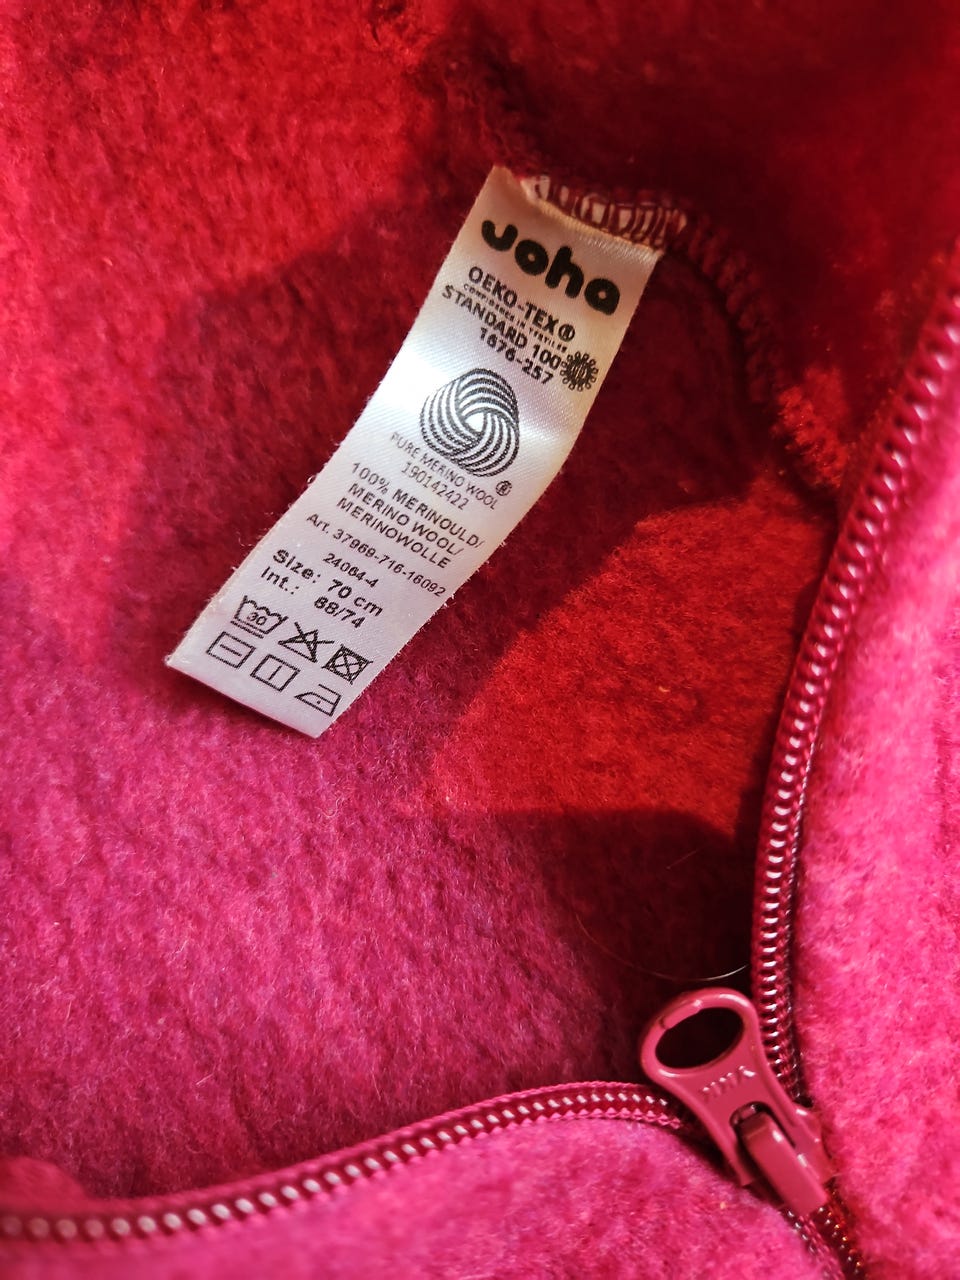 Joha
OEKO-TEX®
CONFIDENCE IN TEXTILES
STANDARD 100
1676-257
PURE MERINO WOOL ®
190142422
100% MERINOULD/
MERINO WOOL/
MERINOWOLLE
Art. 37969-716-16092
24064-4
Size: 70 cm
Int.: 68/74
30